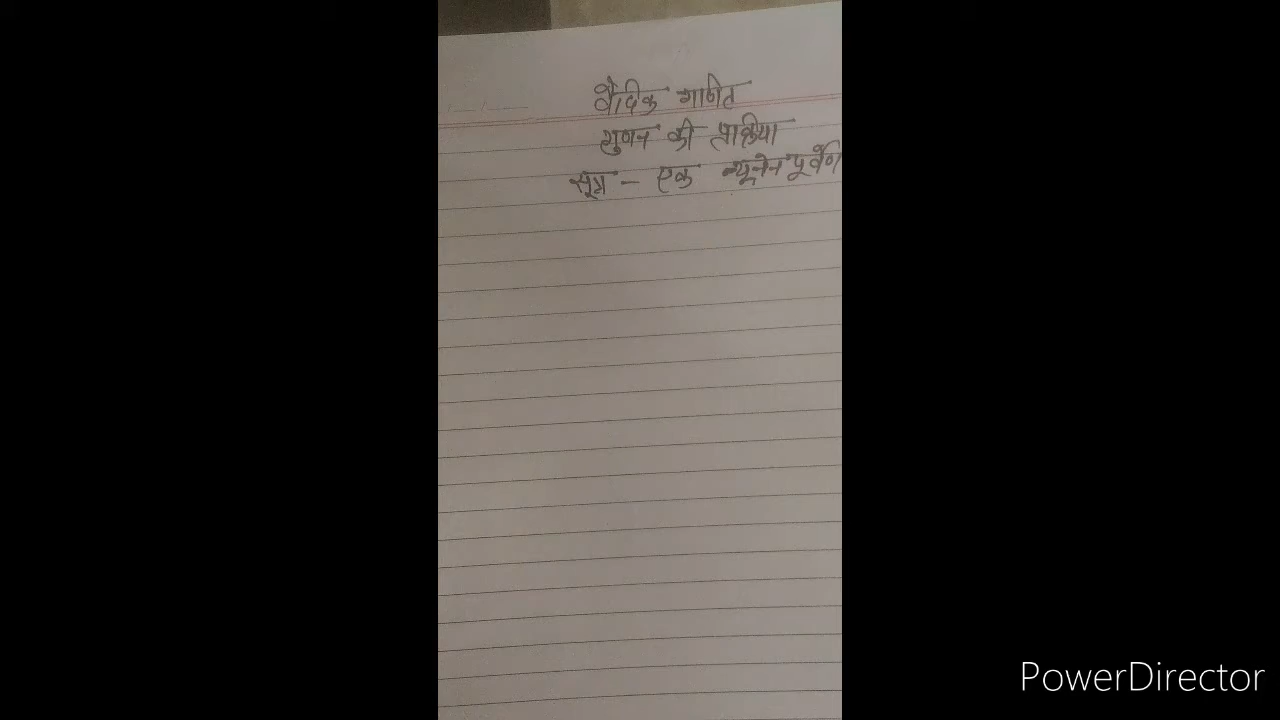 वैदिक गणित
गुणन की प्रक्रिया
सूत्र - एक न्यूनेन पूर्वेण
PowerDirector